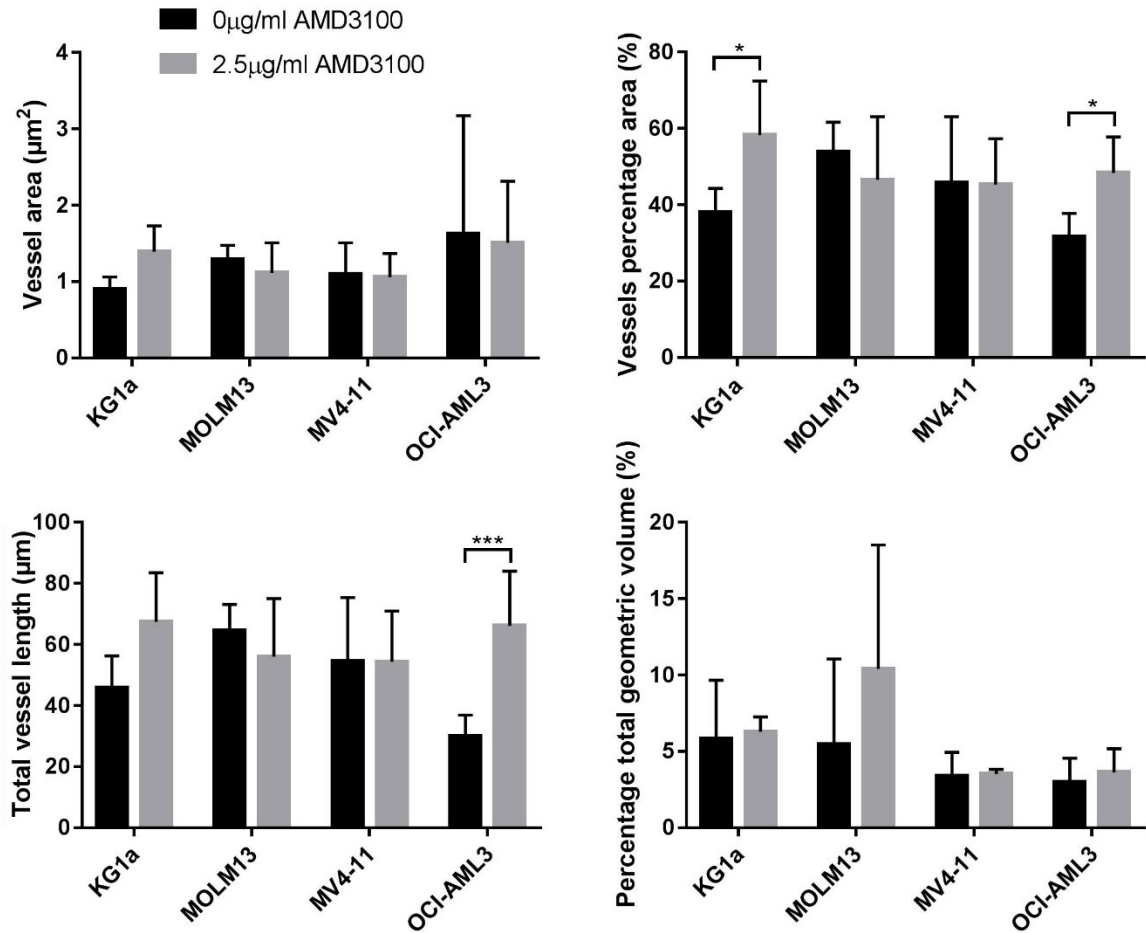 0μg/ml AMD3100
2.5μg/ml AMD3100
Vessel area (μm²)
4
3
2
1
0
KG1a
MOLM13
MV4-11
OCI-AML3
Vessels percentage area (%)
80
60
40
20
0
*
*
KG1a
MOLM13
MV4-11
OCI-AML3
Total vessel length (μm)
100
80
60
40
20
0
***
KG1a
MOLM13
MV4-11
OCI-AML3
Percentage total geometric volume (%)
20
15
10
5
0
KG1a
MOLM13
MV4-11
OCI-AML3